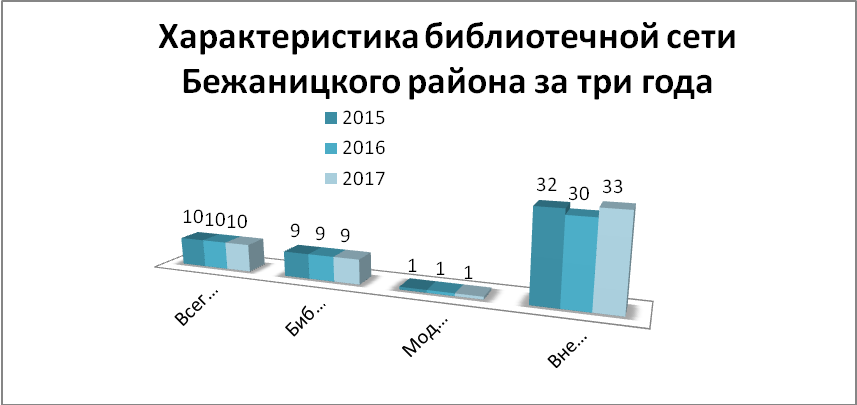 Характеристика библиотечной сети
Бежаницкого района за три года
2015
2016
2017
10 10 10
9 9 9
1 1 1
32 30 33
Всег...
Биб...
Мод...
Вне...